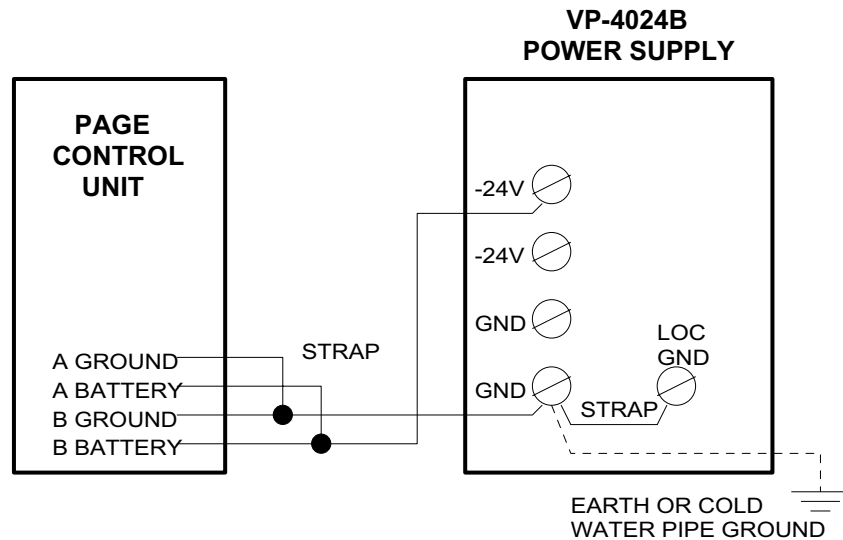 VP-4024B
POWER SUPPLY
PAGE
CONTROL
UNIT
-24V
-24V
GND
LOC
GND
GND
STRAP
STRAP
A GROUND
A BATTERY
B GROUND
B BATTERY
EARTH OR COLD
WATER PIPE GROUND